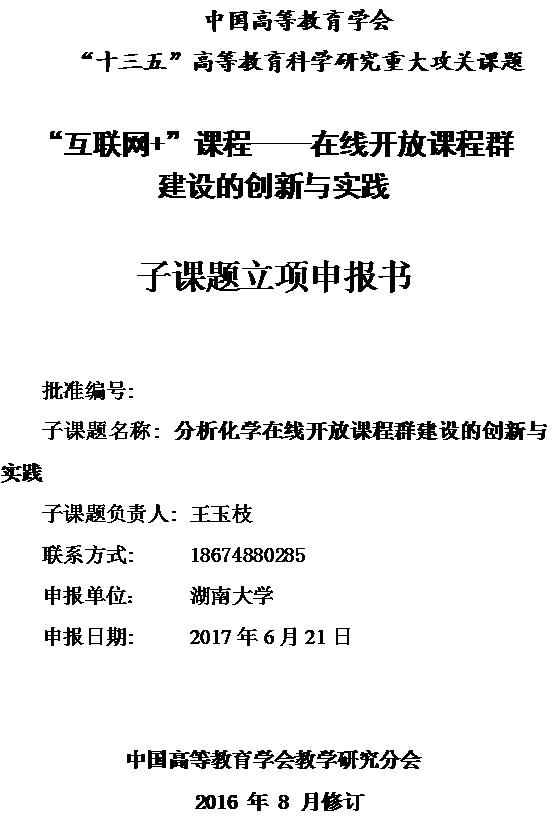 中国高等教育学会
“十三五”高等教育科学研究重大攻关课题
“互联网+”课程——在线开放课程群
建设的创新与实践
子课题立项申报书
批准编号:
子课题名称: 分析化学在线开放课程群建设的创新与
实践
子课题负责人: 王玉枝
联系方式: 18674880285
申报单位: 湖南大学
申报日期: 2017 年 6 月 21 日
中国高等教育学会教学研究分会
2016 年 8 月修订